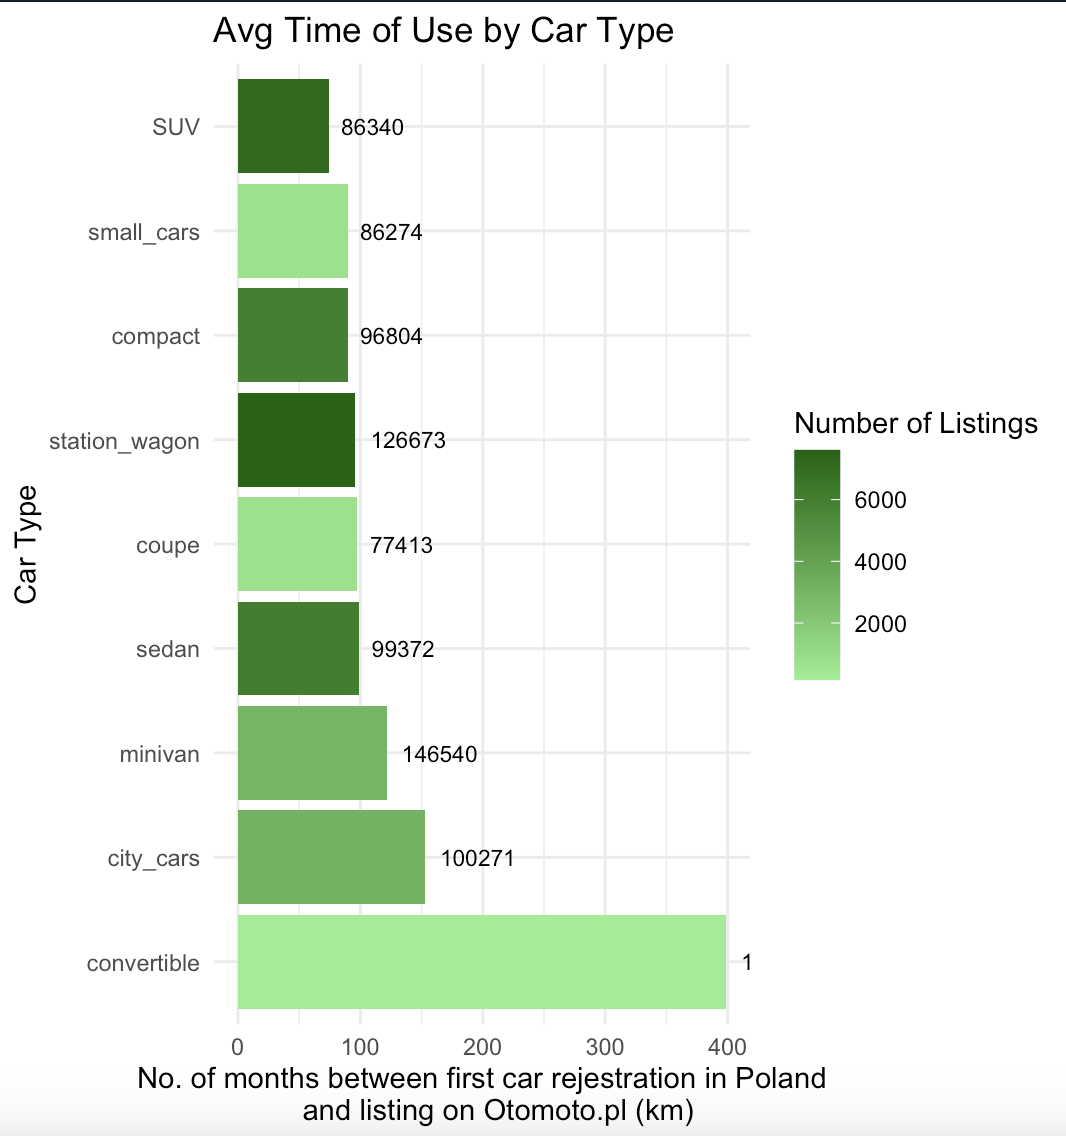 Avg Time of Use by Car Type
SUV
86340
small_cars
86274
compact
96804
station_wagon
126673
coupe
77413
sedan
99372
minivan
146540
city_cars
100271
convertible
1
0
100
200
300
400
No. of months between first car rejestration in Poland
and listing on Otomoto.pl (km)
Car Type
Number of Listings
6000
4000
2000